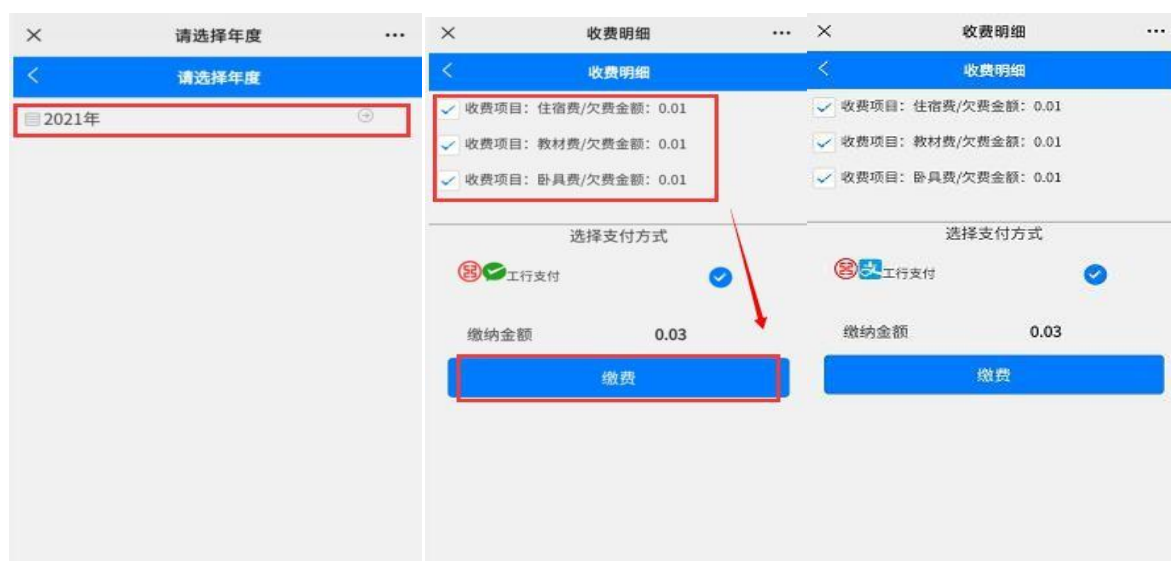 请选择年度
请选择年度
2021年
收费明细
收费明细
收费项目：住宿费/欠费金额：0.01
收费项目：教材费/欠费金额：0.01
收费项目：卧具费/欠费金额：0.01
选择支付方式
工行支付
缴纳金额 0.03
缴费
收费明细
收费明细
收费项目：住宿费/欠费金额：0.01
收费项目：教材费/欠费金额：0.01
收费项目：卧具费/欠费金额：0.01
选择支付方式
支工行支付
缴纳金额 0.03
缴费